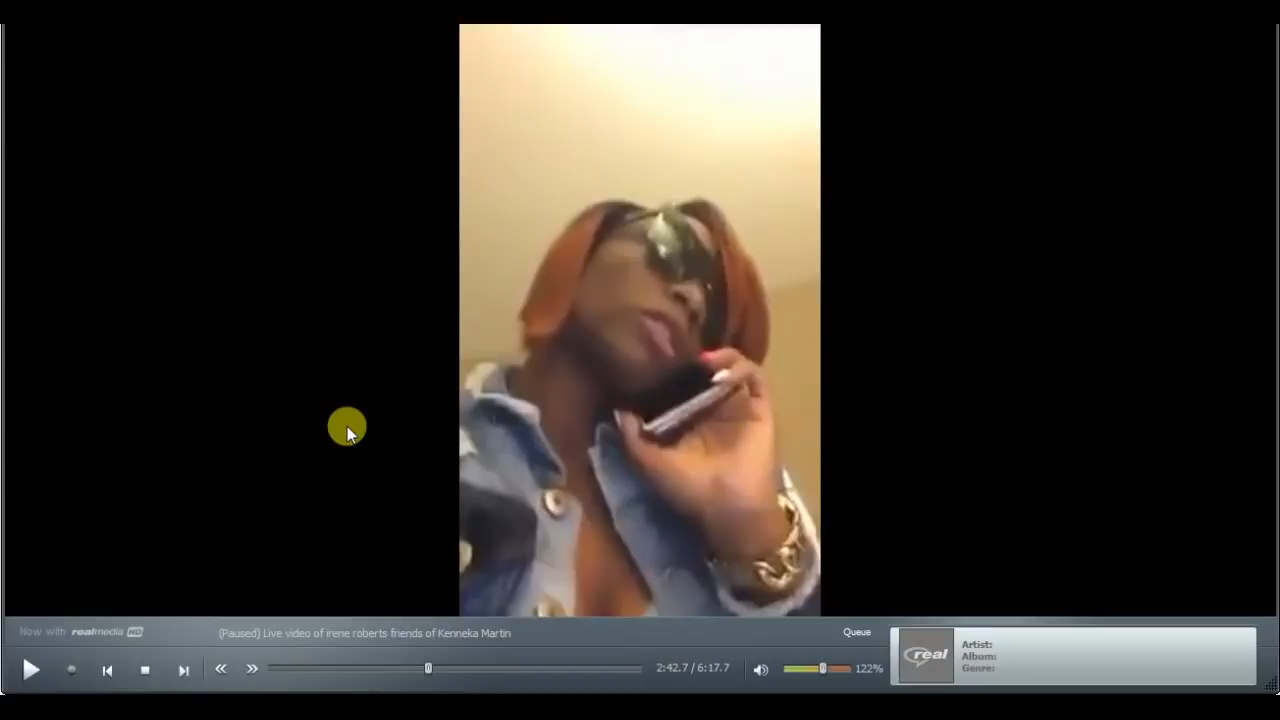 Now with realmedia HD
(Paused) Live video of irene roberts friends of Kenneka Martin
Queue
2:42.7 / 6:17.7
122%
real
Artist:
Album:
Genre: